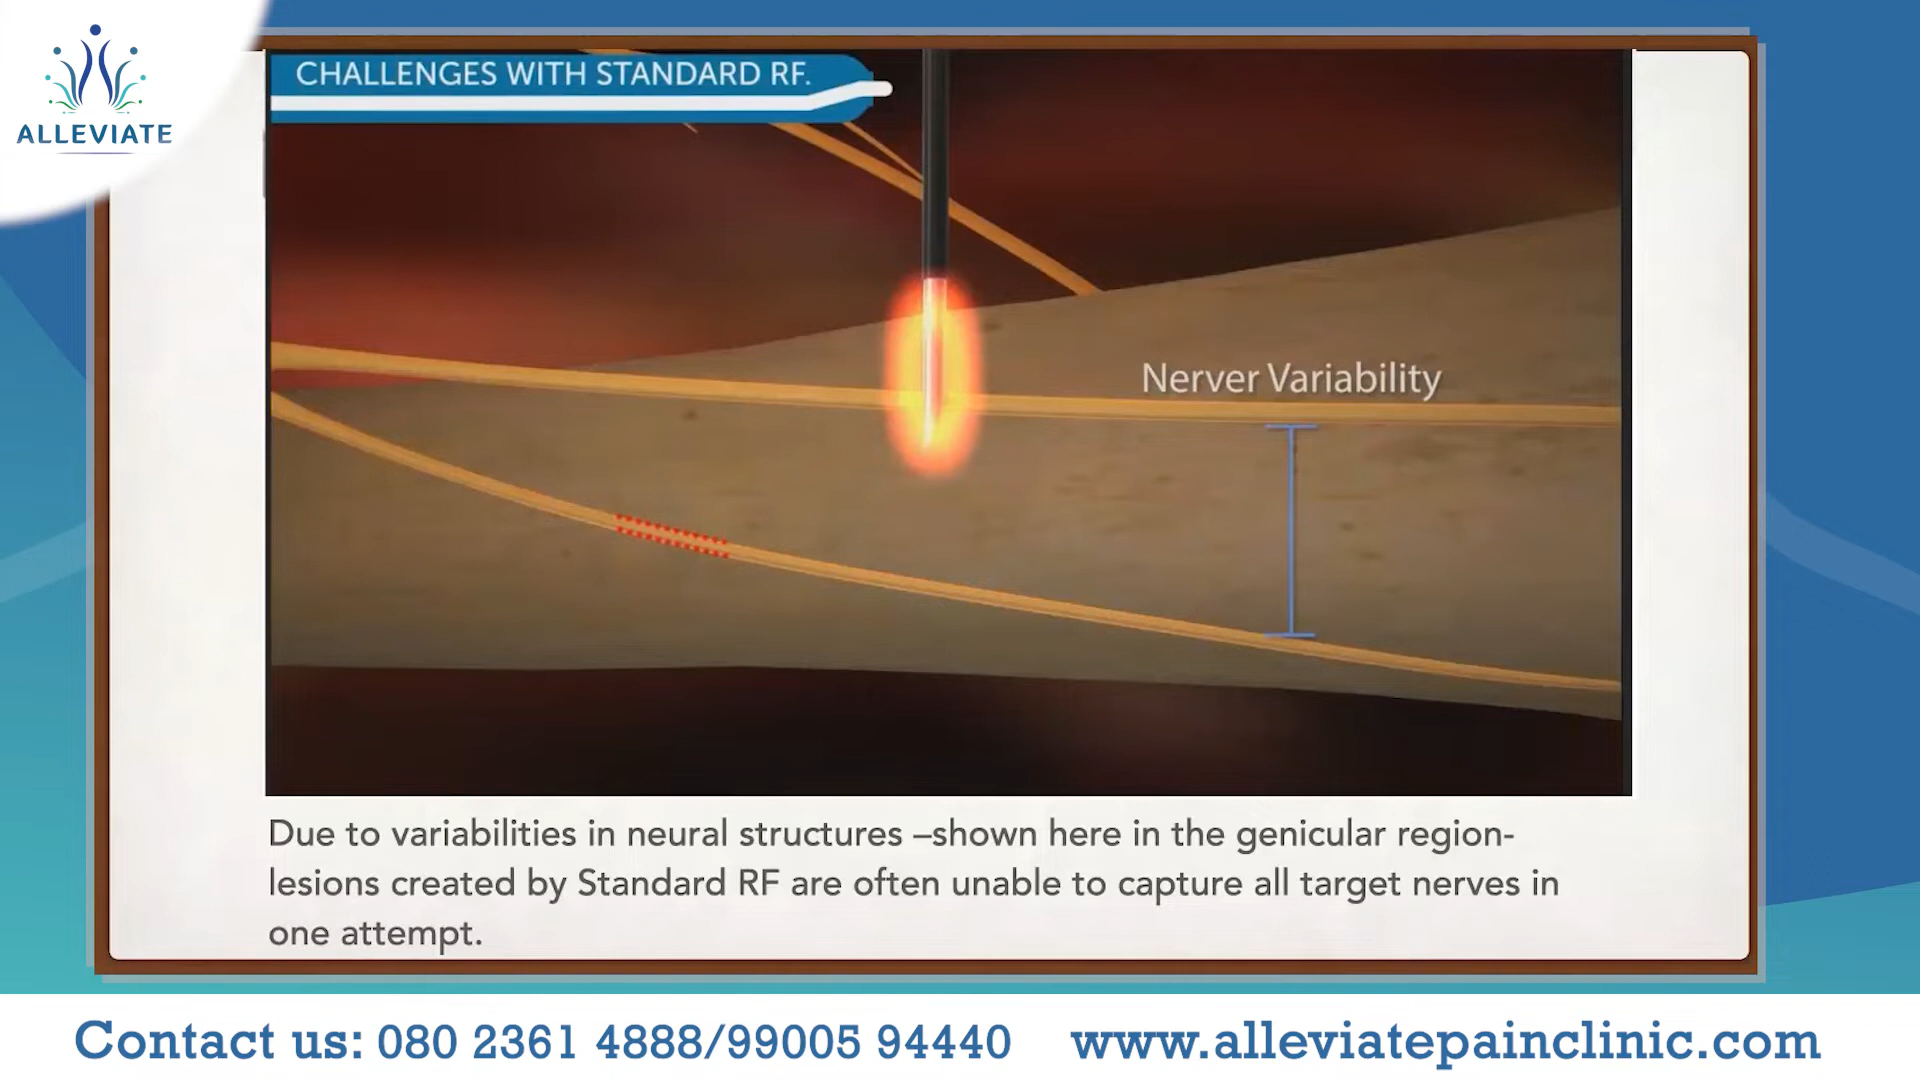 ALLEVIATE
CHALLENGES WITH STANDARD RF.
Nerver Variability
Due to variabilities in neural structures –shown here in the genicular region-
lesions created by Standard RF are often unable to capture all target nerves in
one attempt.
Contact us: 080 2361 4888/99005 94440 www.alleviatepainclinic.com